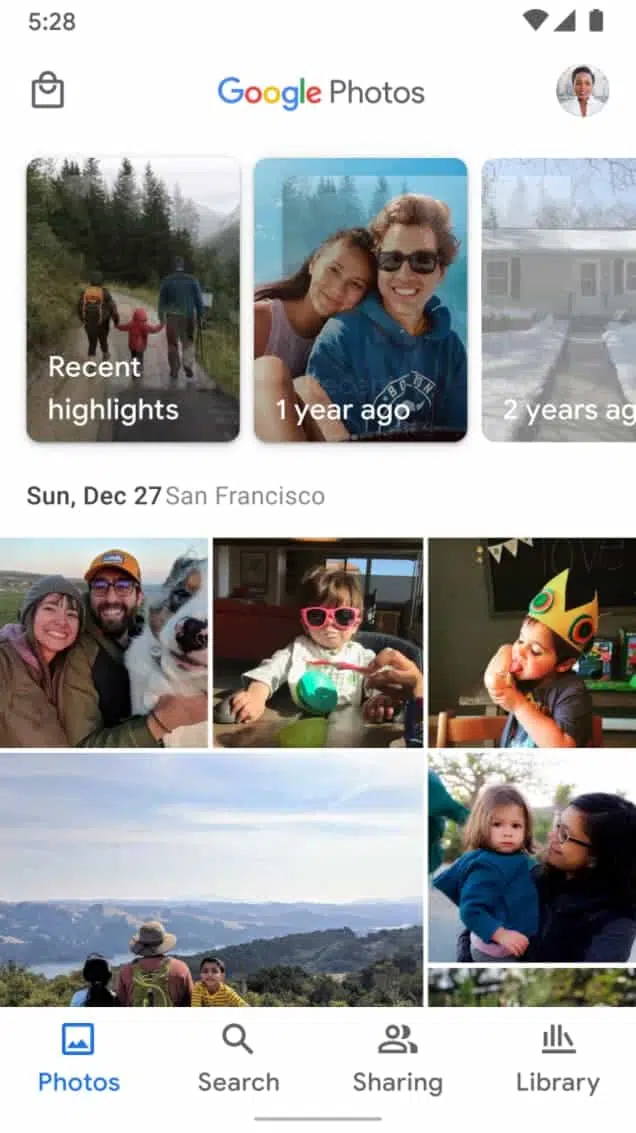 5:28
Google Photos
Recent
highlights
1 year ago
2 years ag
Sun, Dec 27 San Francisco
love
Photos
Search
Sharing
Library